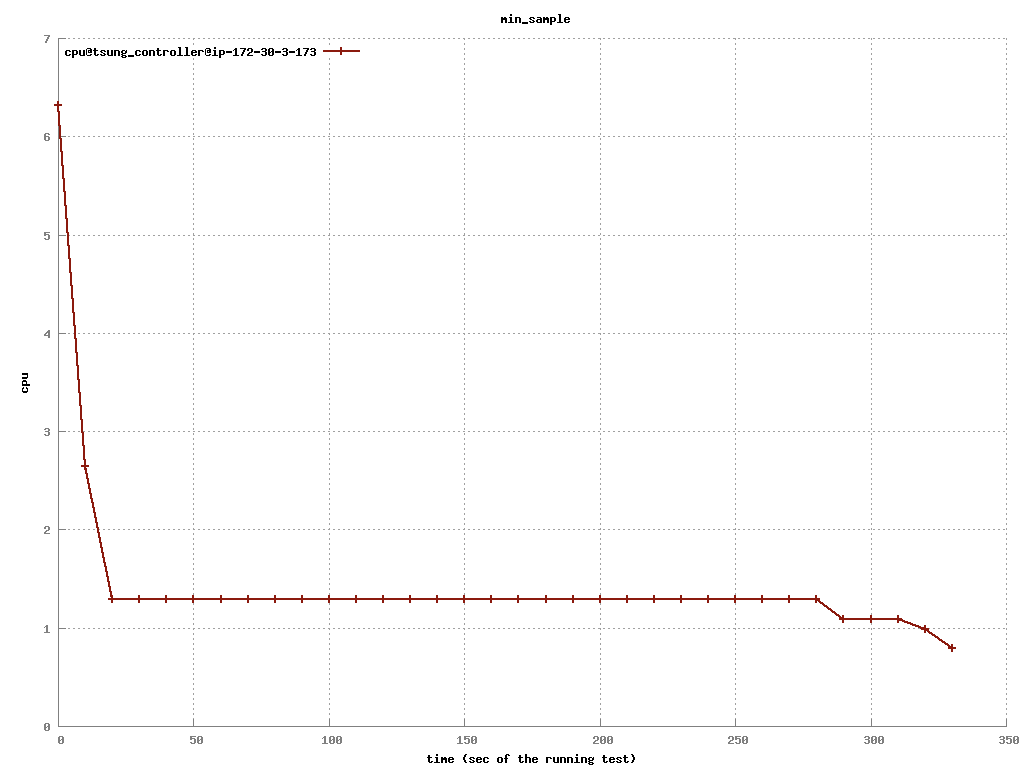 min_sample
cpu@tsung_controller@ip-172-30-3-173
7
6
5
4
3
2
1
0
cpu
0 50 100 150 200 250 300 350
time (sec of the running test)